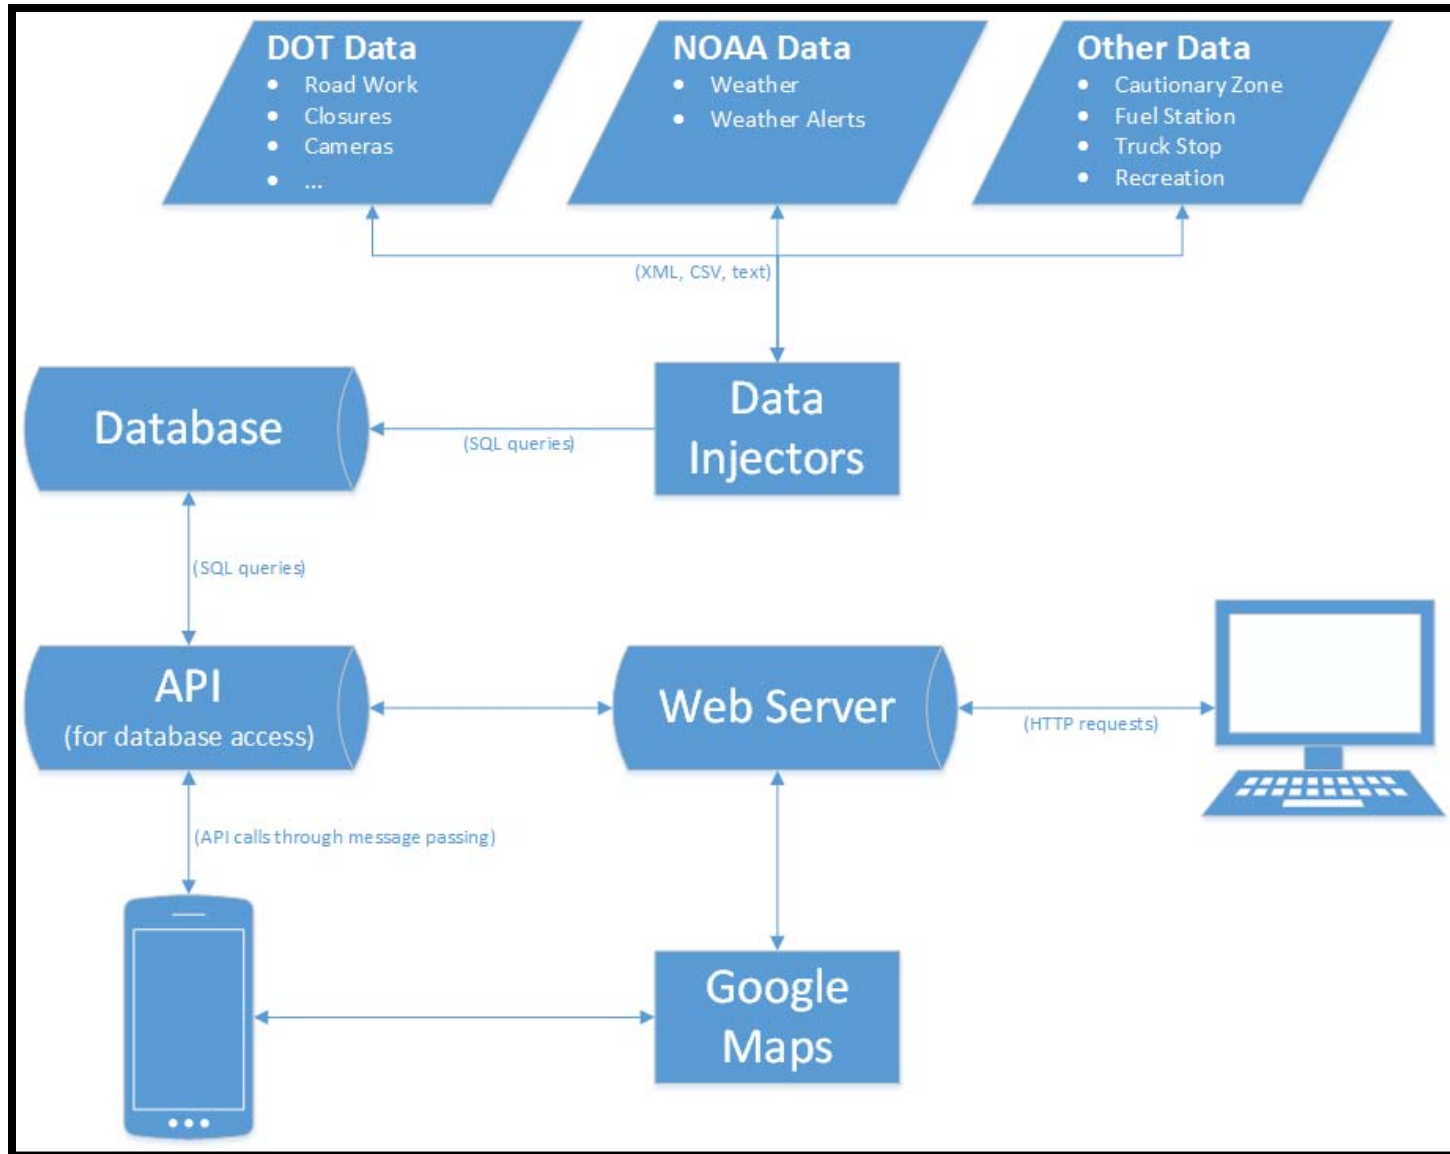 DOT Data
• Road Work
• Closures
• Cameras
• ...
NOAA Data
• Weather
• Weather Alerts
Other Data
• Cautionary Zone
• Fuel Station
• Truck Stop
• Recreation
(XML, CSV, text)
Database
(SQL queries)
Data
Injectors
(SQL queries)
API
(for database access)
Web Server
(HTTP requests)
(API calls through message passing)
Google
Maps